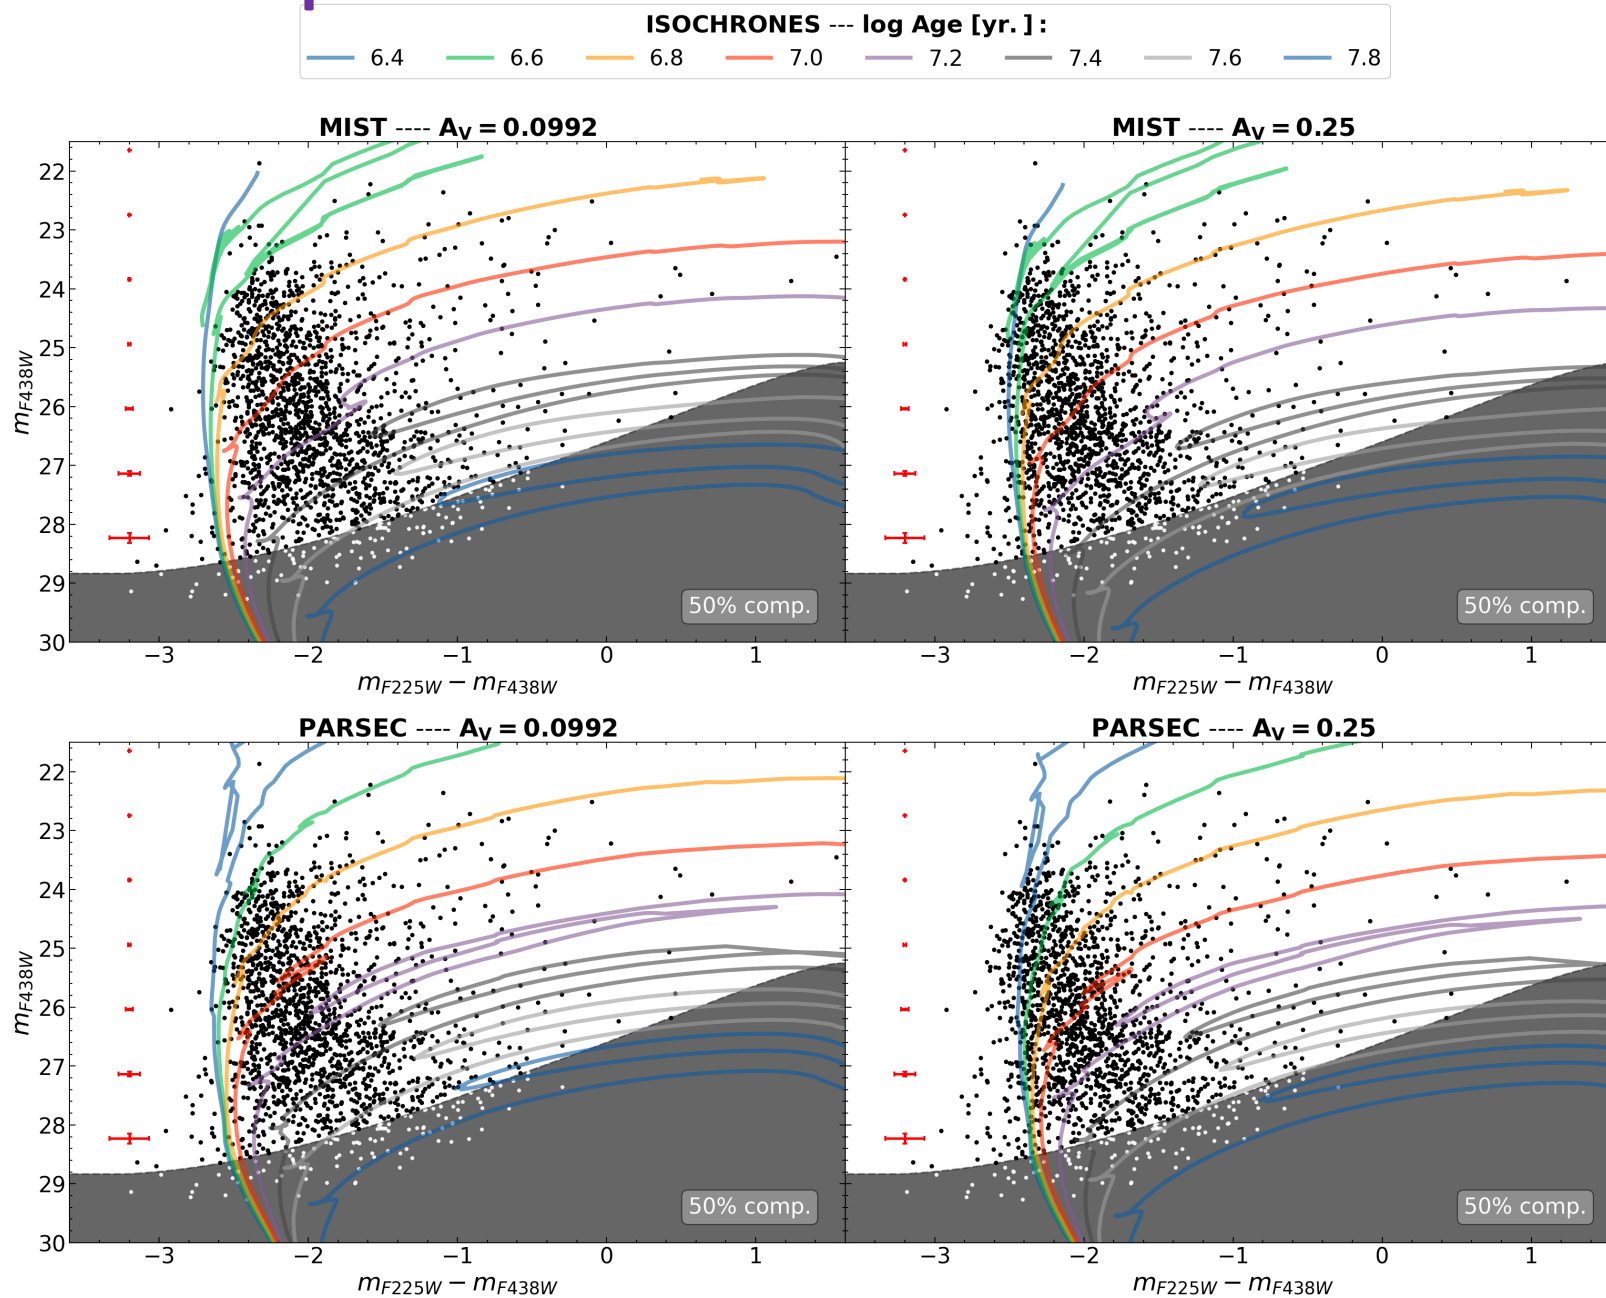 ISOCHRONES --- log Age [yr. ] :
6.4 6.6 6.8 7.0 7.2 7.4 7.6 7.8
MIST ---- A_V = 0.0992
MIST ---- A_V = 0.25
22
23
24
25
26
27
28
29
30
m_F438W
50% comp.
50% comp.
−3 −2 −1 0 1
−3 −2 −1 0 1
m_F225W − m_F438W
m_F225W − m_F438W
PARSEC ---- A_V = 0.0992
PARSEC ---- A_V = 0.25
22
23
24
25
26
27
28
29
30
m_F438W
50% comp.
50% comp.
−3 −2 −1 0 1
−3 −2 −1 0 1
m_F225W − m_F438W
m_F225W − m_F438W